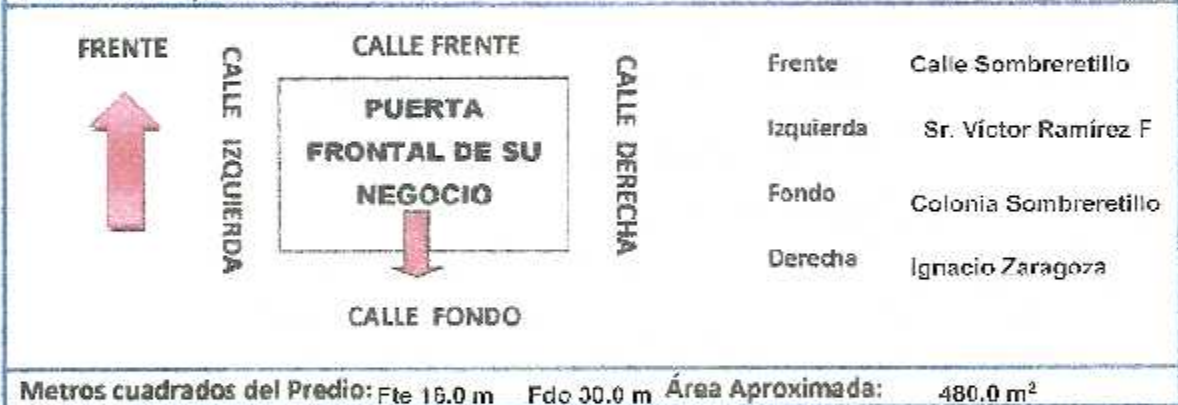 FRENTE
CALLE IZQUIERDA
CALLE FRENTE
PUERTA
FRONTAL DE SU
NEGOCIO
CALLE FONDO
CALLE DERECHA
Frente Calle Sombreretillo
Izquierda Sr. Víctor Ramírez F
Fondo Colonia Sombreretillo
Derecha Ignacio Zaragoza
Metros cuadrados del Predio: Fte 16.0 m Fdo 30.0 m Área Aproximada: 480.0 m²